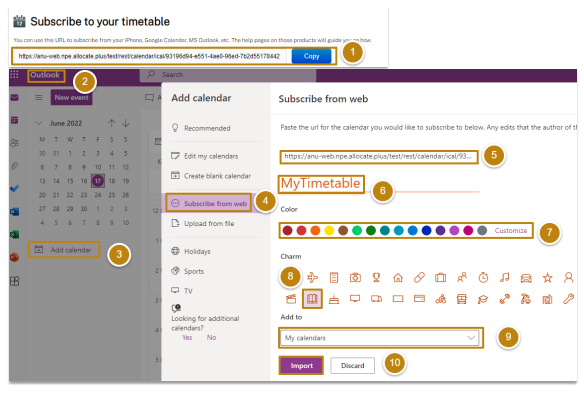 12
Subscribe to your timetable
You can use this URL to subscribe from your iPhone, Google Calendar, MS Outlook, etc. The help pages on those products will guide you on how.
https://anu-web.npe.allocate.plus/test/rest/calendar/ical/93196d94-e551-4ae0-96ed-7b2d55178442
Copy
1
Outlook
2
Search
New event
June 2022
M T W T F S S
30 31 1 2 3 4 5
6 7 8 9 10 11 12
13 14 15 16 17 18 19
20 21 22 23 24 25 26
27 28 29 30 1 2 3
4 5 6 7 8 9 10
Add calendar
3
Add calendar
Recommended
Edit my calendars
Create blank calendar
Subscribe from web
4
Upload from file
Holidays
Sports
TV
Looking for additional
calendars?
Yes No
Subscribe from web
Paste the url for the calendar you would like to subscribe to below. Any edits that the author of th
https://anu-web.npe.allocate.plus/test/rest/calendar/ical/93...
5
MyTimetable
6
Color
Customize
7
Charm
8
Add to
My calendars
9
Import
Discard
10